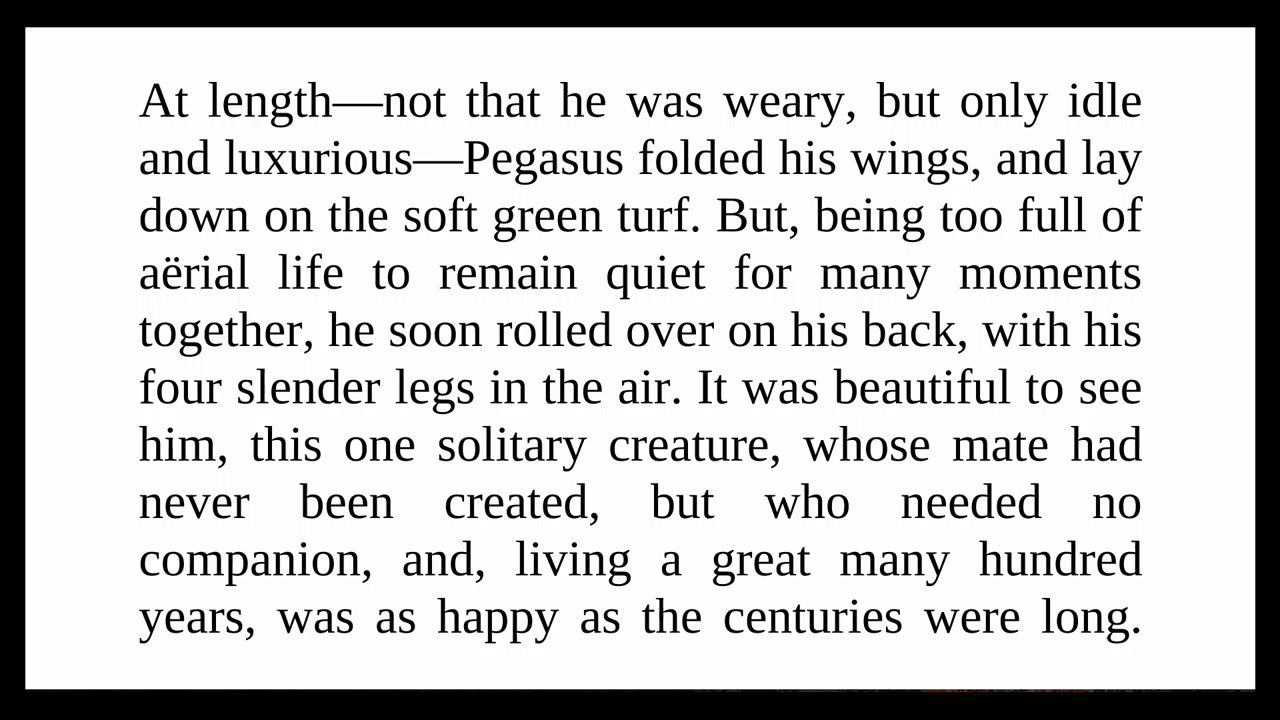 At length—not that he was weary, but only idle
and luxurious—Pegasus folded his wings, and lay
down on the soft green turf. But, being too full of
aërial life to remain quiet for many moments
together, he soon rolled over on his back, with his
four slender legs in the air. It was beautiful to see
him, this one solitary creature, whose mate had
never been created, but who needed no
companion, and, living a great many hundred
years, was as happy as the centuries were long.